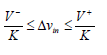 V⁻/K ≤ Δv_in ≤ V⁺/K